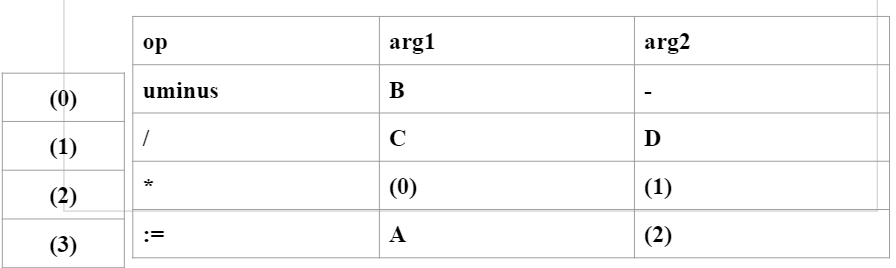 op arg1 arg2
(0) uminus B -
(1) / C D
(2) * (0) (1)
(3) := A (2)